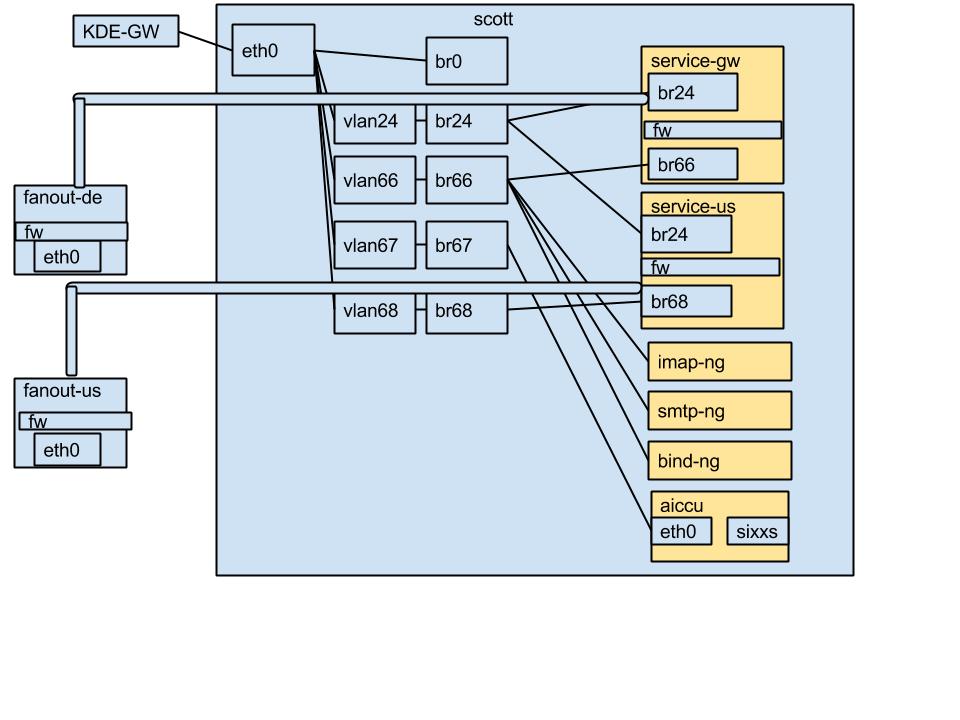 scott
KDE-GW
eth0
br0
vlan24
br24
vlan66
br66
vlan67
br67
vlan68
br68
service-gw
br24
fw
br66
service-us
br24
fw
br68
imap-ng
smtp-ng
bind-ng
aiccu
eth0
sixxs
fanout-de
fw
eth0
fanout-us
fw
eth0